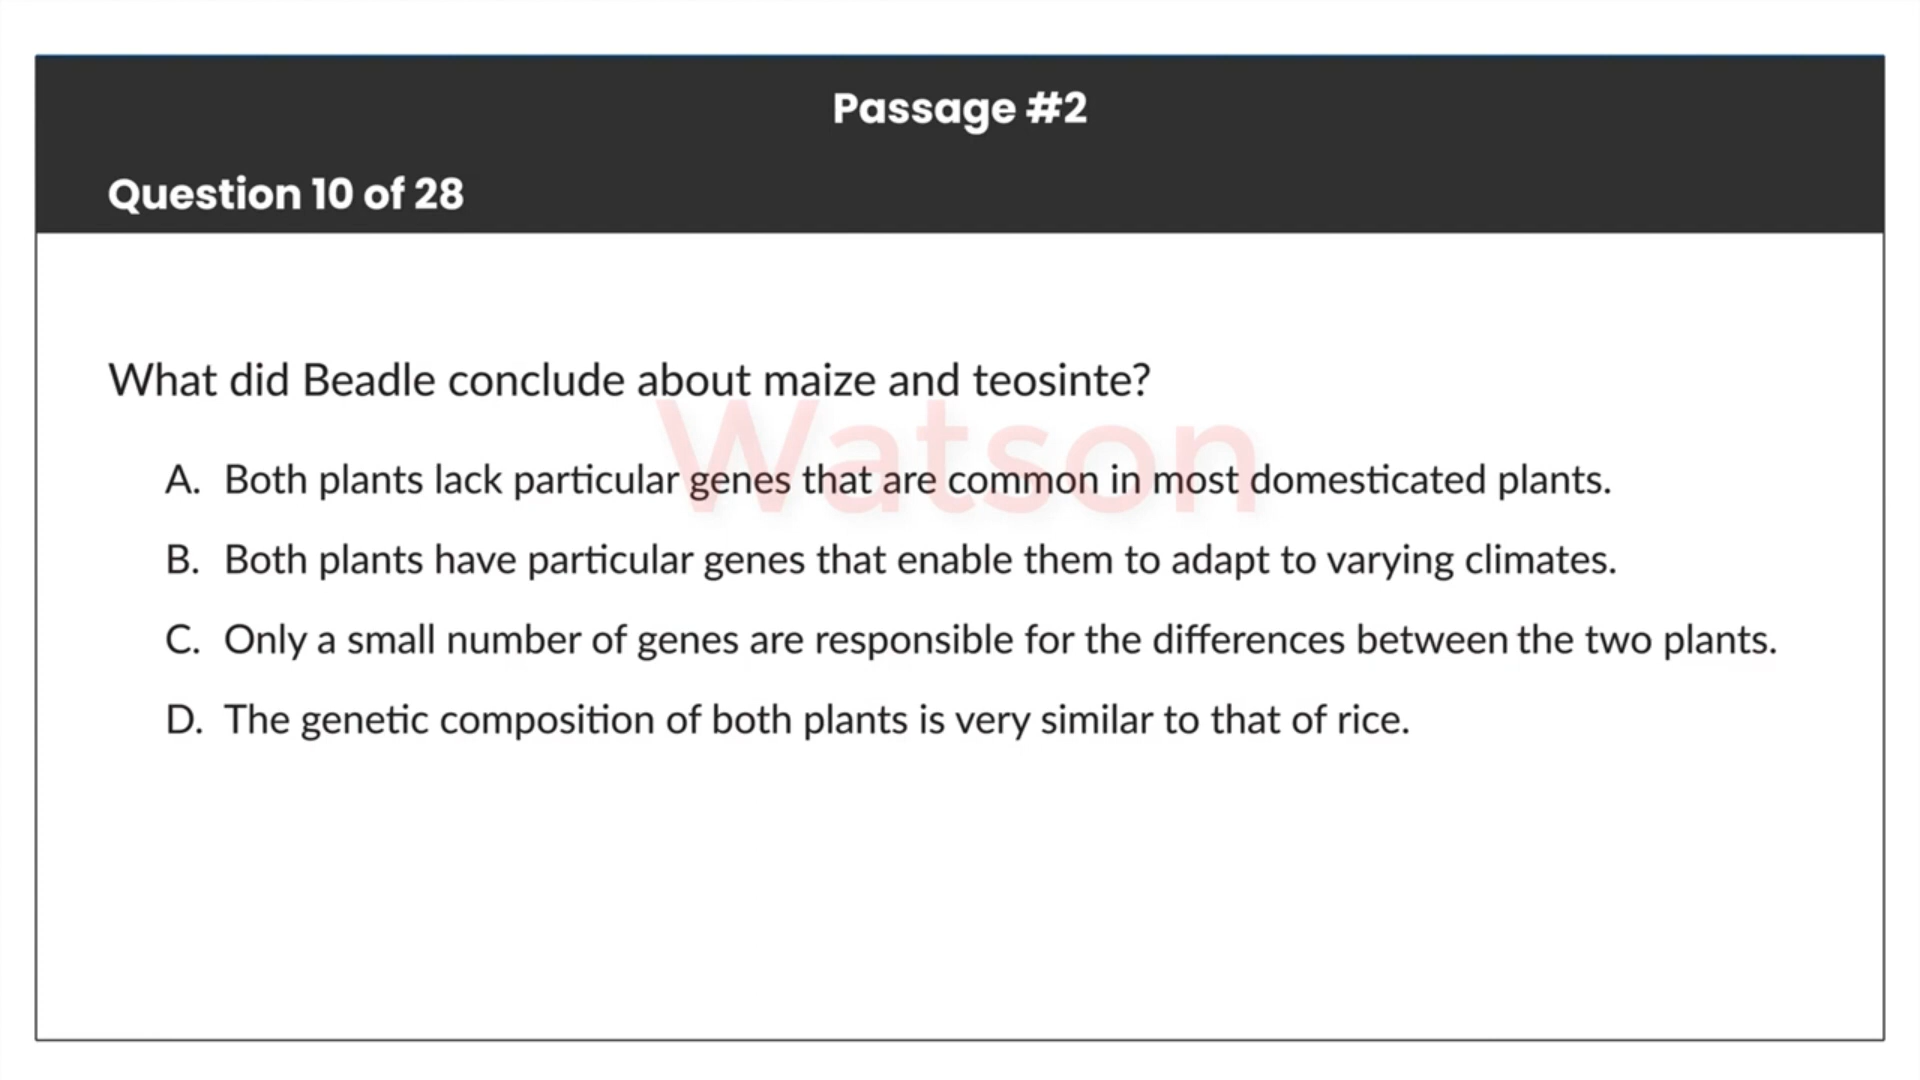 Passage #2
Question 10 of 28
What did Beadle conclude about maize and teosinte?
Watson
A. Both plants lack particular genes that are common in most domesticated plants.
B. Both plants have particular genes that enable them to adapt to varying climates.
C. Only a small number of genes are responsible for the differences between the two plants.
D. The genetic composition of both plants is very similar to that of rice.